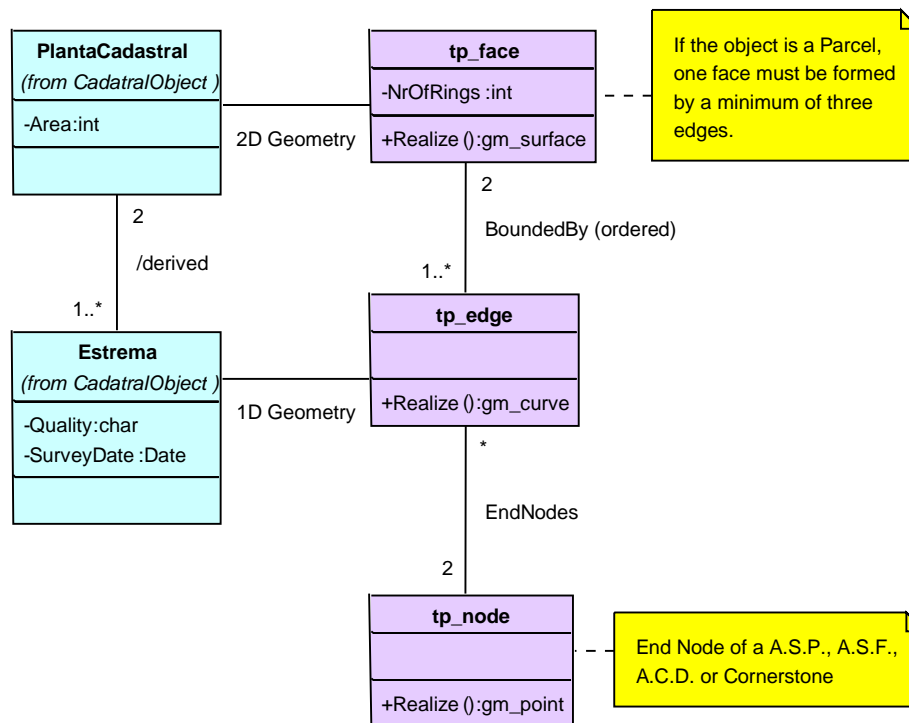 PlantaCadastral
(from CadatralObject )
-Area:int
2D Geometry
tp_face
-NrOfRings :int
+Realize ():gm_surface
If the object is a Parcel,
one face must be formed
by a minimum of three
edges.
2
/derived
1..*
2
BoundedBy (ordered)
1..*
Estrema
(from CadatralObject )
-Quality:char
-SurveyDate :Date
1D Geometry
tp_edge
+Realize ():gm_curve
*
EndNodes
2
tp_node
+Realize ():gm_point
End Node of a A.S.P., A.S.F.,
A.C.D. or Cornerstone